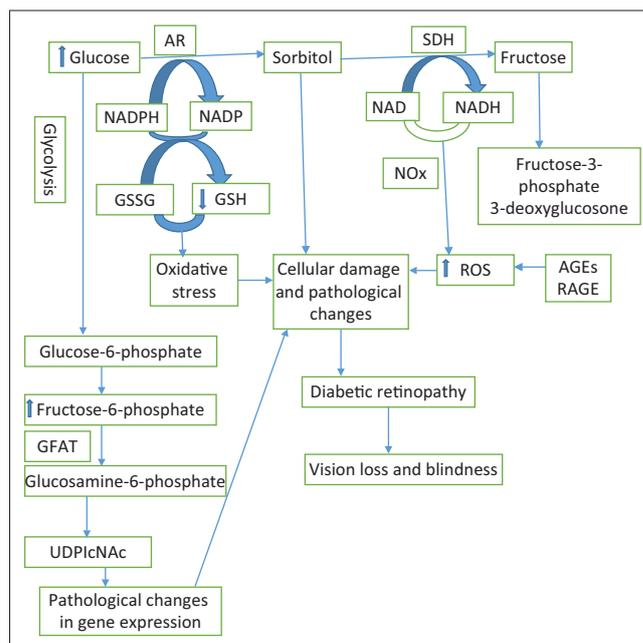 AR
SDH
Glucose
Sorbitol
Fructose
NADPH
NADP
NAD
NADH
Glycolysis
NOx
Fructose-3-
phosphate
3-deoxyglucosone
GSSG
GSH
Oxidative
stress
Cellular damage
and pathological
changes
ROS
AGEs
RAGE
Glucose-6-phosphate
Fructose-6-phosphate
Diabetic retinopathy
GFAT
Glucosamine-6-phosphate
Vision loss and blindness
UDPIcNAc
Pathological changes
in gene expression